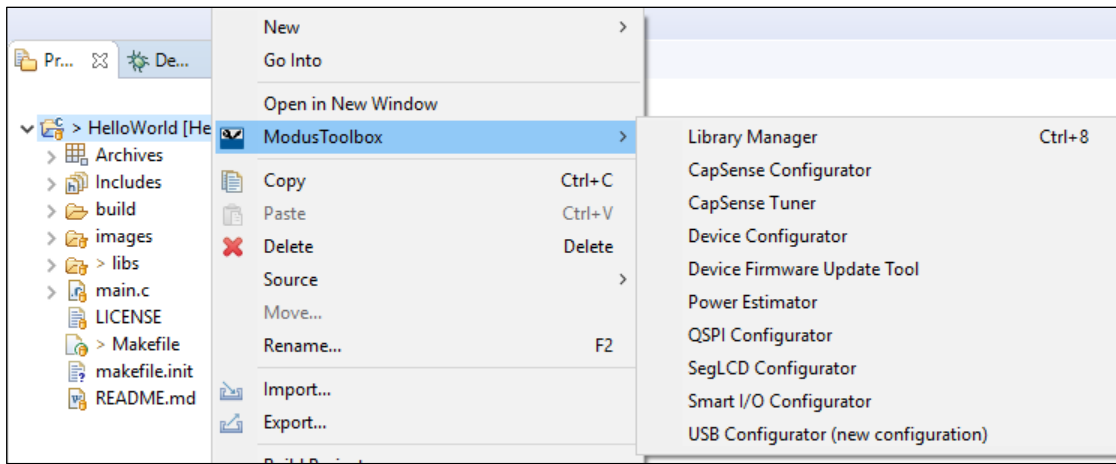 Pr...
De...
> HelloWorld [He
Archives
Includes
build
images
> libs
main.c
LICENSE
> Makefile
makefile.init
README.md
New
Go Into
Open in New Window
ModusToolbox
Copy Ctrl+C
Paste Ctrl+V
Delete Delete
Source
Move...
Rename... F2
Import...
Export...
Library Manager Ctrl+8
CapSense Configurator
CapSense Tuner
Device Configurator
Device Firmware Update Tool
Power Estimator
QSPI Configurator
SegLCD Configurator
Smart I/O Configurator
USB Configurator (new configuration)